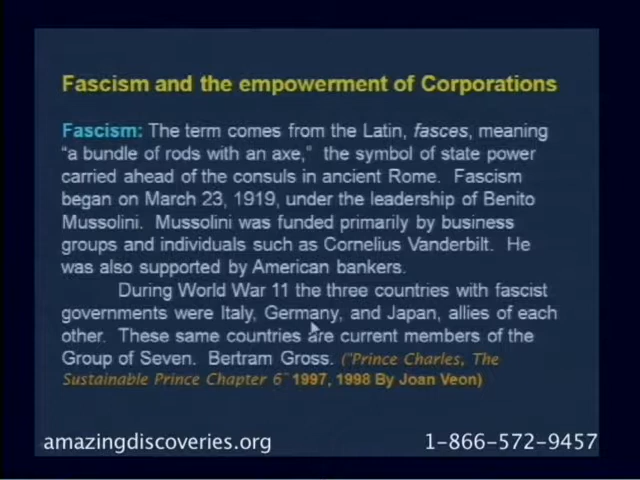 Fascism and the empowerment of Corporations
Fascism: The term comes from the Latin, fasces, meaning
“a bundle of rods with an axe,” the symbol of state power
carried ahead of the consuls in ancient Rome. Fascism
began on March 23, 1919, under the leadership of Benito
Mussolini. Mussolini was funded primarily by business
groups and individuals such as Cornelius Vanderbilt. He
was also supported by American bankers.
During World War 11 the three countries with fascist
governments were Italy, Germany, and Japan, allies of each
other. These same countries are current members of the
Group of Seven. Bertram Gross. (“Prince Charles, The
Sustainable Prince Chapter 6” 1997, 1998 By Joan Veon)
amazingdiscoveries.org 1-866-572-9457